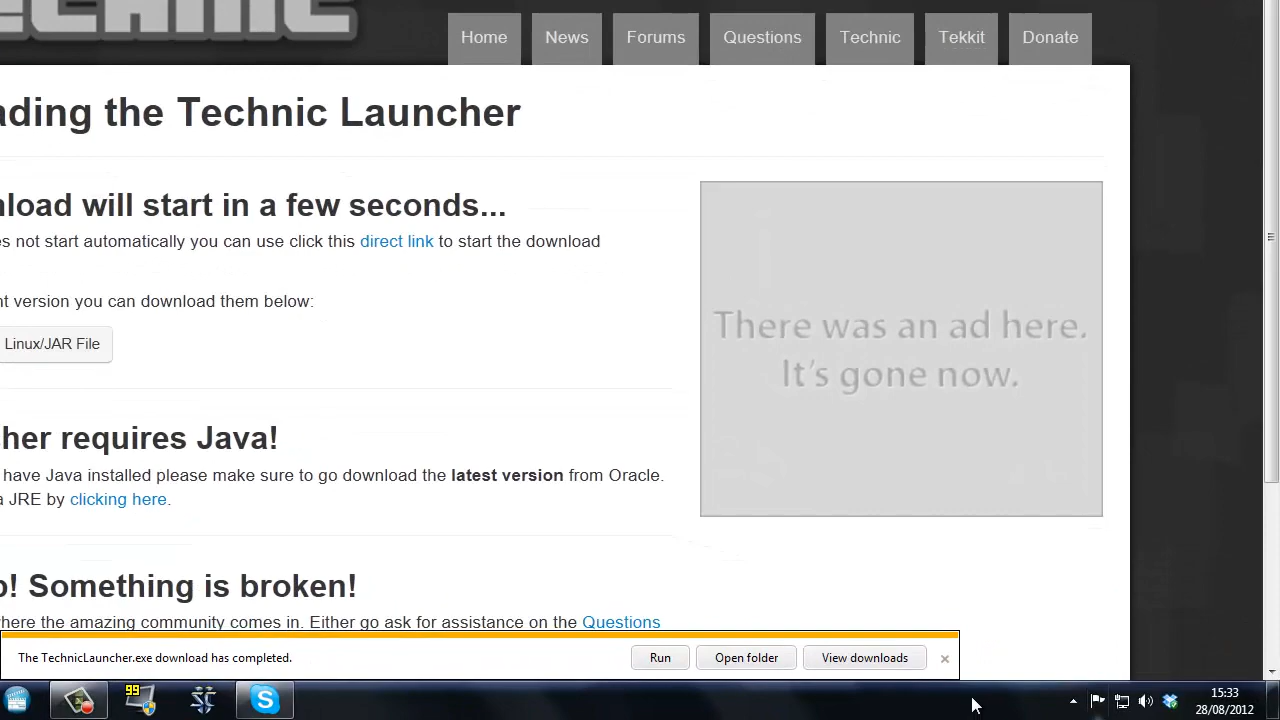 Home News Forums Questions Technic Tekkit Donate
ading the Technic Launcher
nload will start in a few seconds...
es not start automatically you can use click this direct link to start the download
nt version you can download them below:
Linux/JAR File
There was an ad here.
It's gone now.
her requires Java!
have Java installed please make sure to go download the latest version from Oracle.
a JRE by clicking here.
p! Something is broken!
where the amazing community comes in. Either go ask for assistance on the Questions
The TechnicLauncher.exe download has completed.
Run Open folder View downloads
99
15:33
28/08/2012